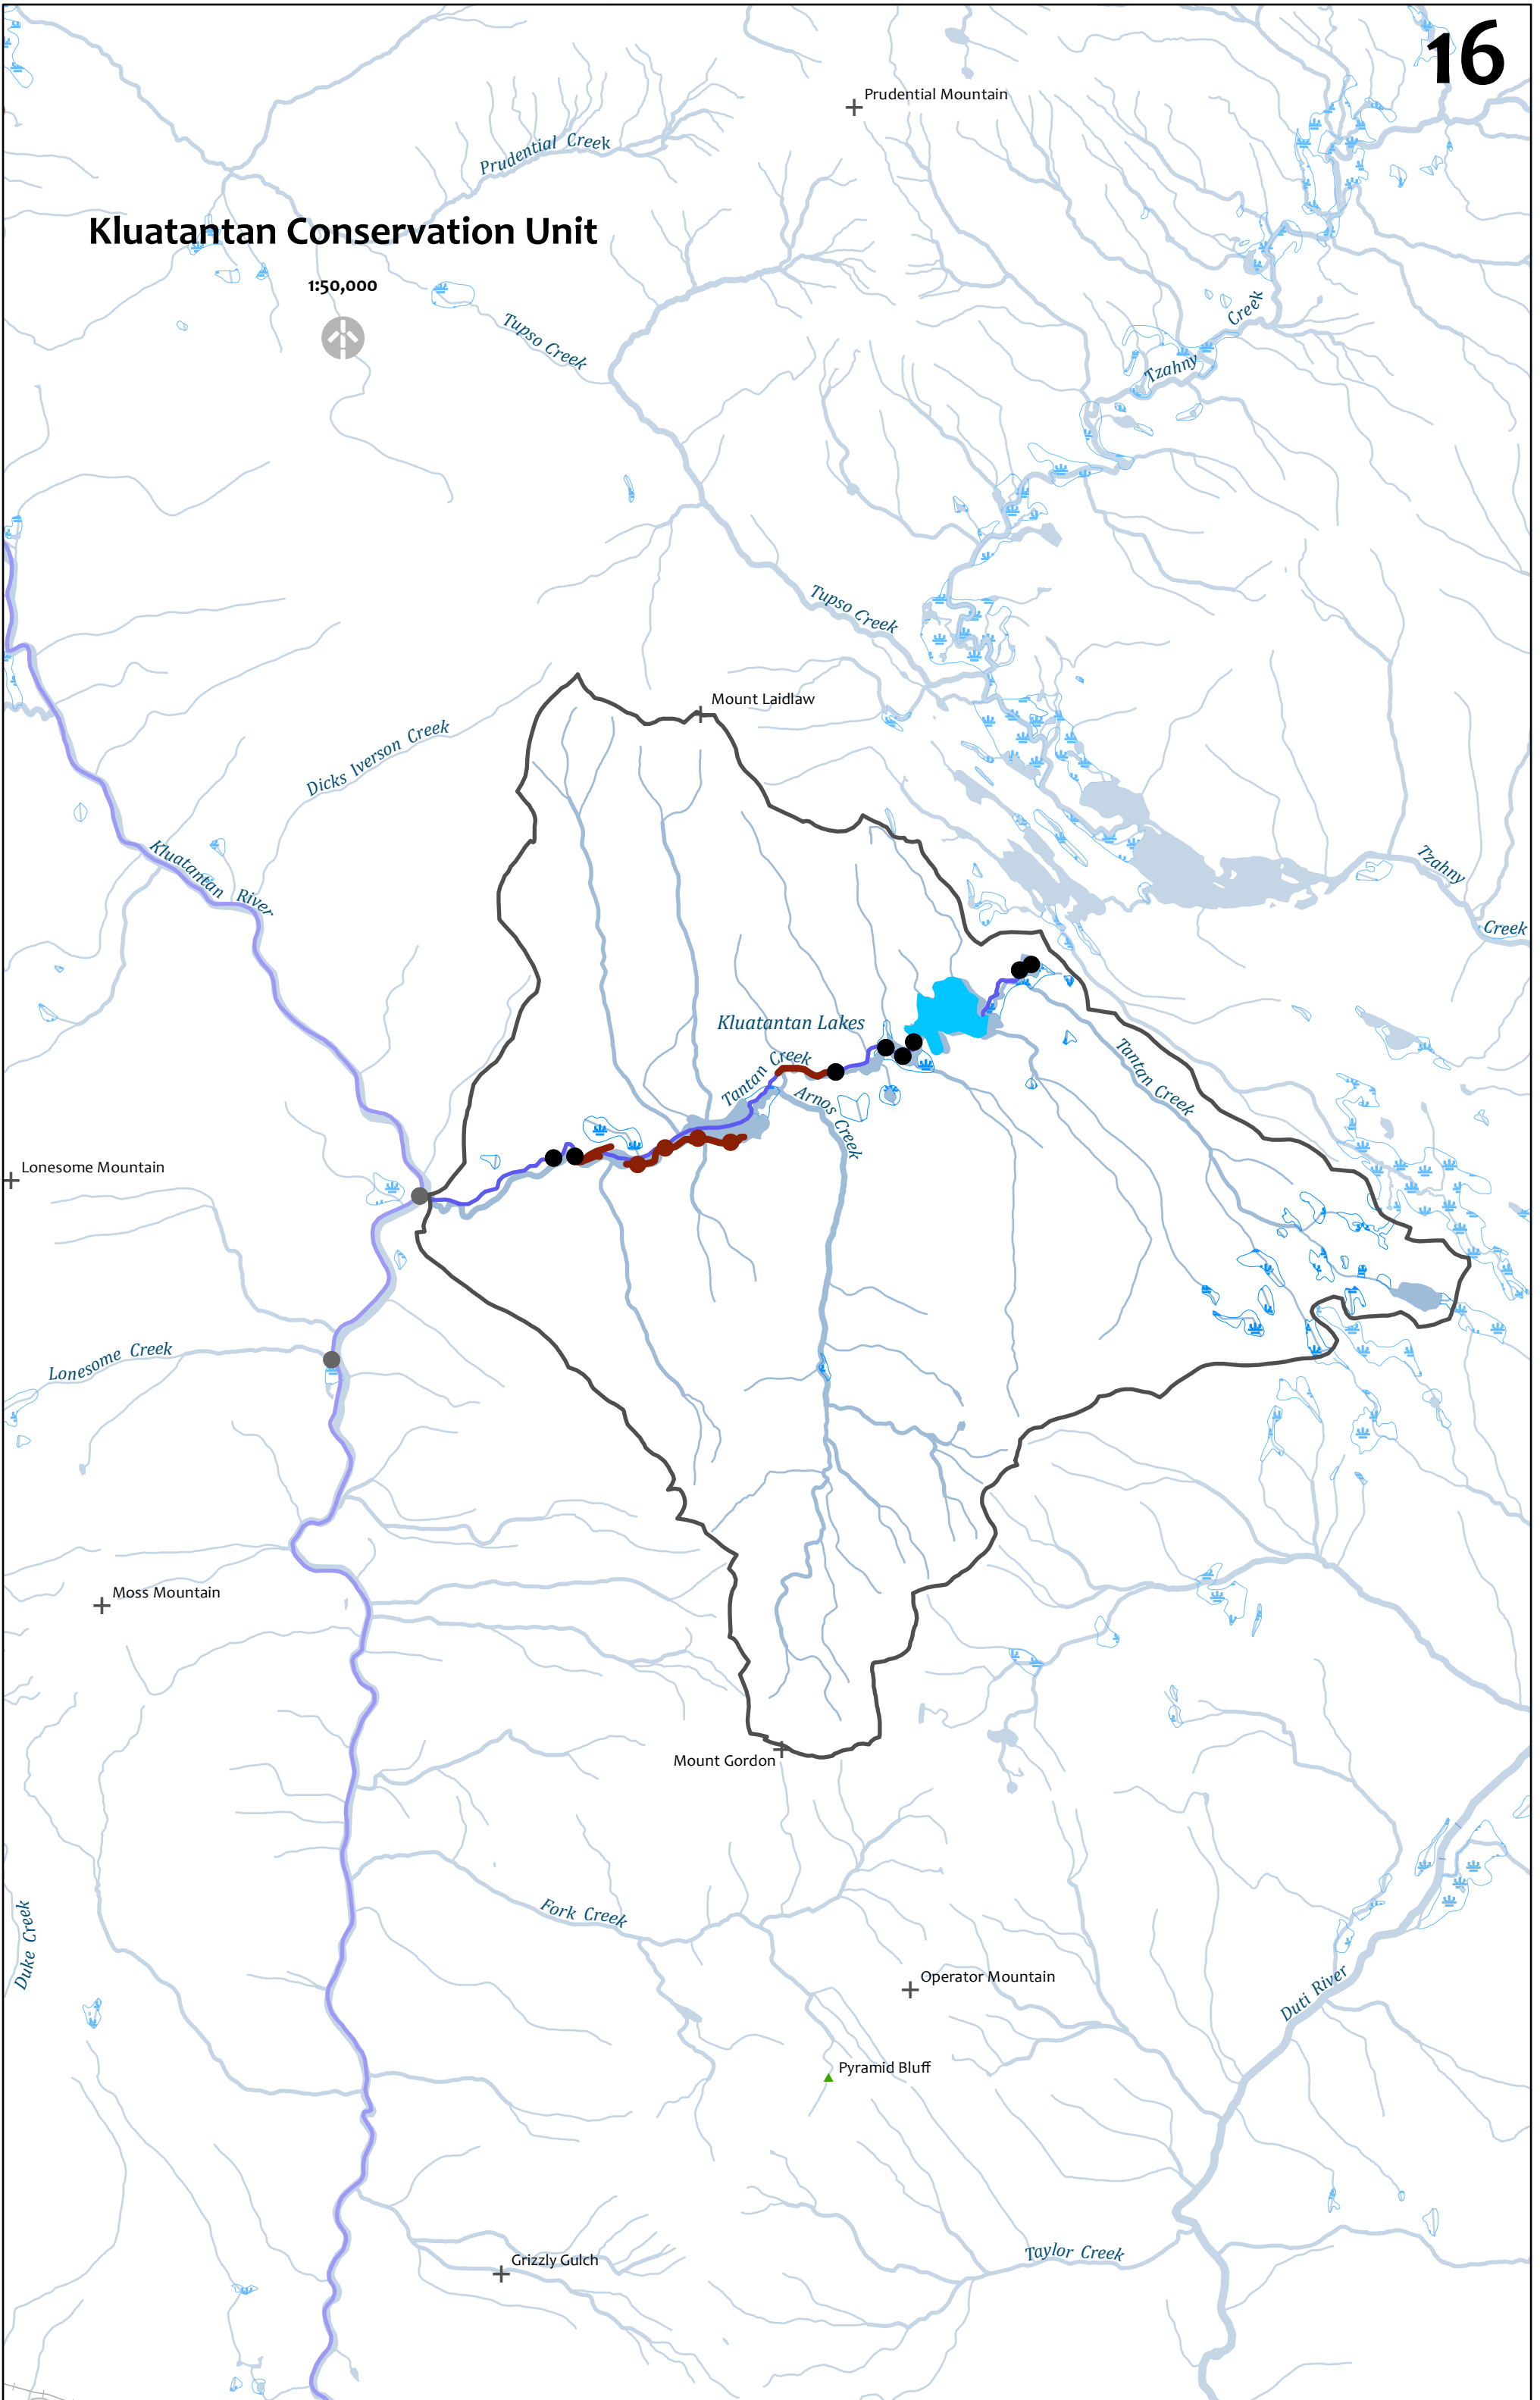 16
Prudential Mountain
Prudential Creek
Kluatantan Conservation Unit
1:50,000
Tupso Creek
Tzahny Creek
Tupso Creek
Mount Laidlaw
Dicks Iverson Creek
Kluatantan River
Tzahny Creek
Kluatantan Lakes
Tantan Creek
Arnos Creek
Tantan Creek
Lonesome Mountain
Lonesome Creek
Moss Mountain
Mount Gordon
Fork Creek
Duke Creek
Operator Mountain
Duti River
Pyramid Bluff
Taylor Creek
Grizzly Gulch